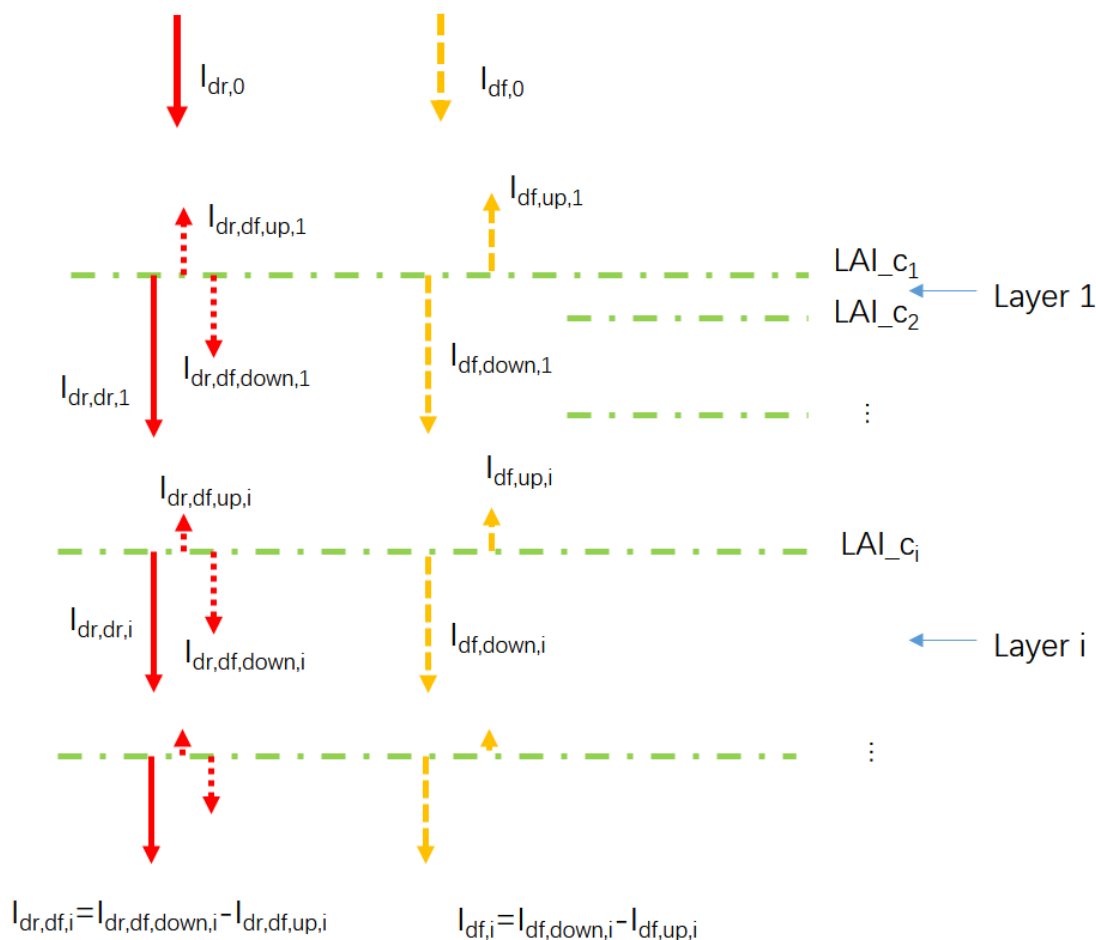 I_dr,0
I_df,0
I_df,up,1
I_dr,df,up,1
LAI_c₁
Layer 1
LAI_c₂
I_df,down,1
I_dr,df,down,1
I_dr,dr,1
⋮
I_df,up,i
I_dr,df,up,i
LAI_cᵢ
I_dr,dr,i
I_df,down,i
Layer i
I_dr,df,down,i
⋮
I_dr,df,i=I_dr,df,down,i-I_dr,df,up,i
I_df,i=I_df,down,i-I_df,up,i